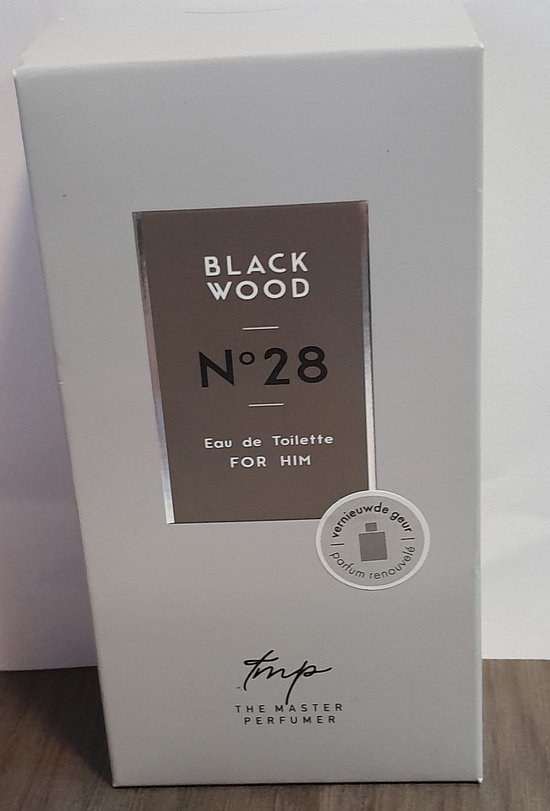 BLACK
WOOD
N°28
Eau de Toilette
FOR HIM
vernieuwde geur
parfum renouvelé
tmp
THE MASTER
PERFUMER